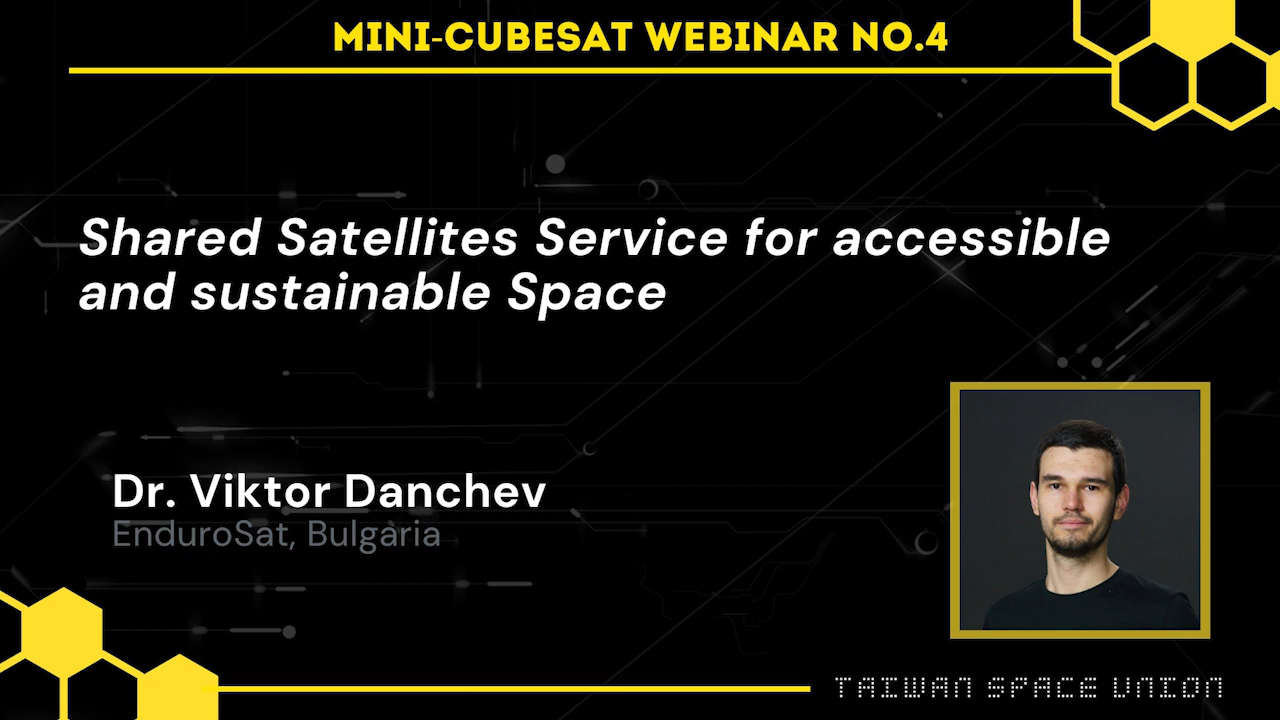 MINI-CUBESAT WEBINAR NO.4
Shared Satellites Service for accessible
and sustainable Space
Dr. Viktor Danchev
EnduroSat, Bulgaria
TAIWAN SPACE UNION